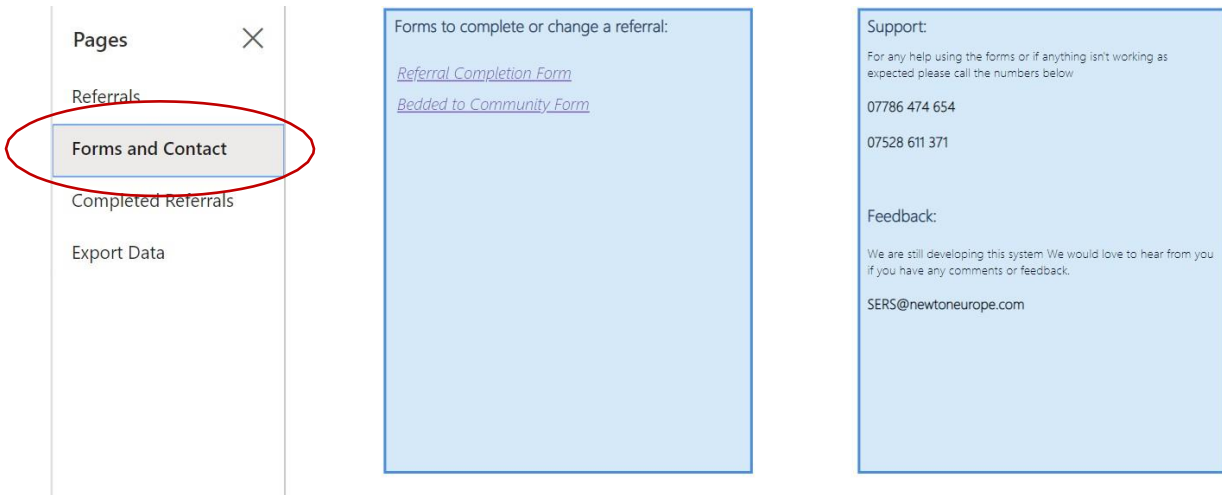 Pages
Referrals
Forms and Contact
Completed Referrals
Export Data
Forms to complete or change a referral:
Referral Completion Form
Bedded to Community Form
Support:
For any help using the forms or if anything isn't working as
expected please call the numbers below
07786 474 654
07528 611 371
Feedback:
We are still developing this system We would love to hear from you
if you have any comments or feedback.
SERS@newtoneurope.com